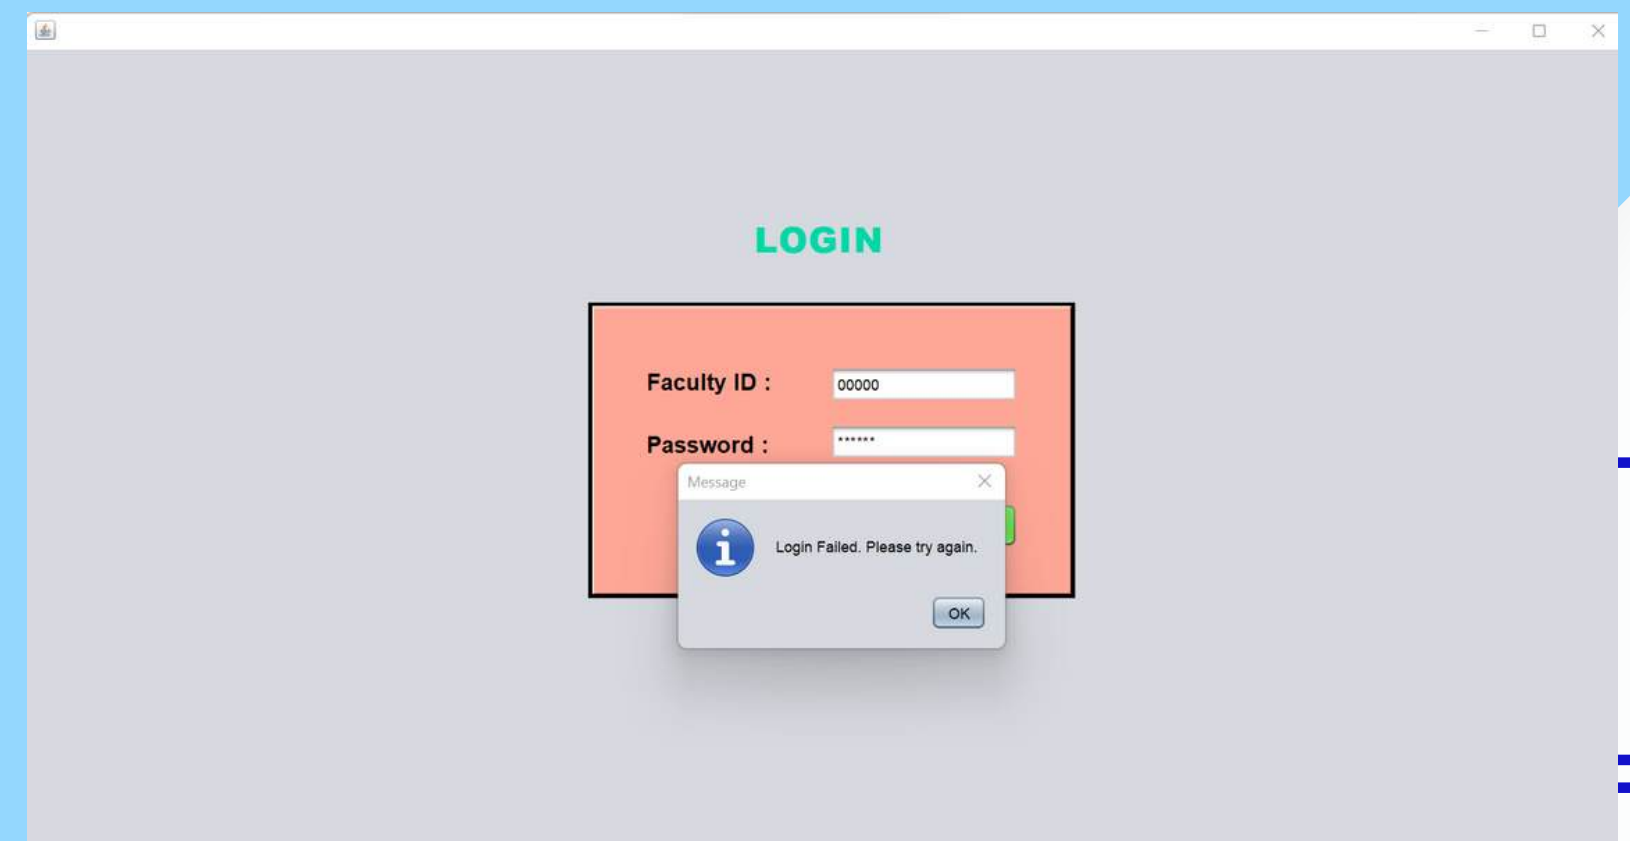 LOGIN
Faculty ID : 00000
Password : ******
Message
Login Failed. Please try again.
OK